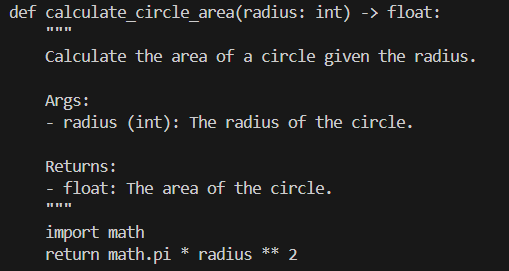 def calculate_circle_area(radius: int) -> float:
    """
    Calculate the area of a circle given the radius.

    Args:
    - radius (int): The radius of the circle.

    Returns:
    - float: The area of the circle.
    """
    import math
    return math.pi * radius ** 2